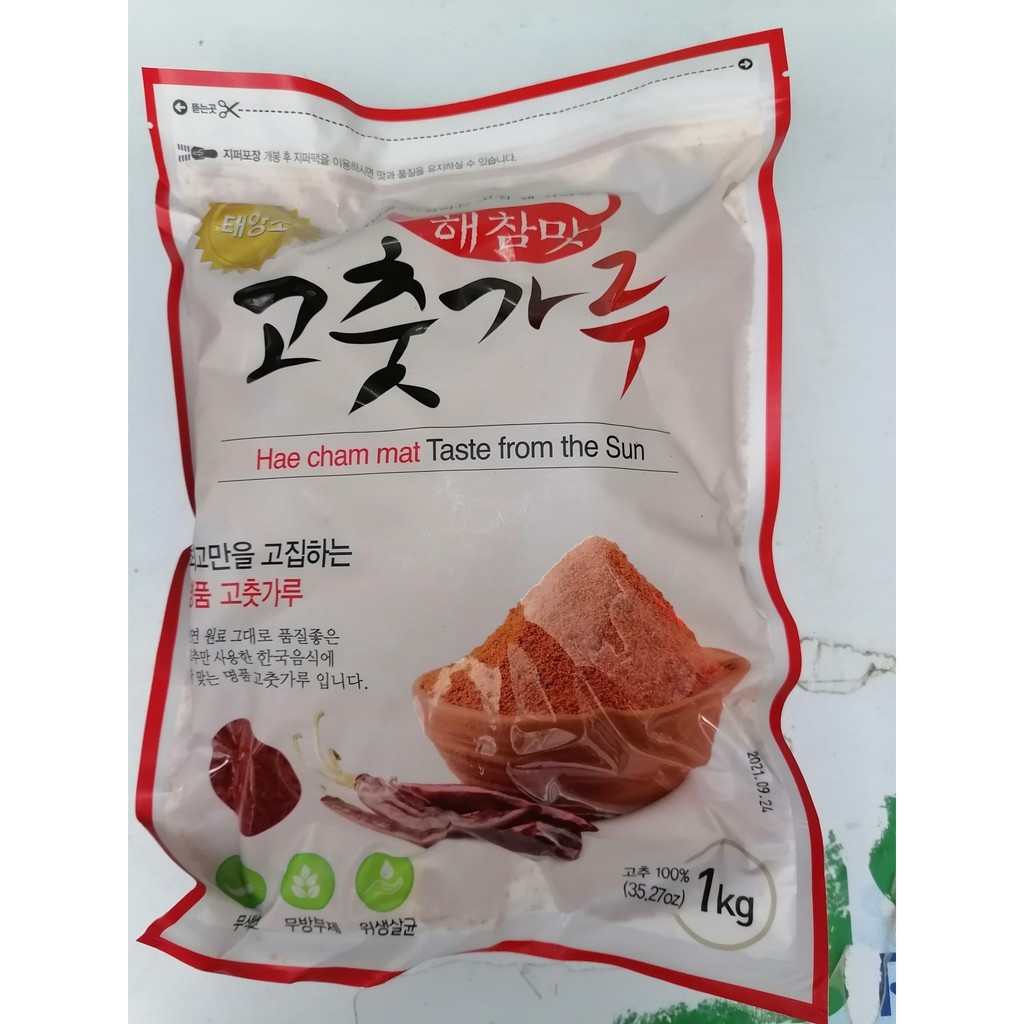 뜯는곳
지퍼포장 개봉 후 지퍼팩을 이용하시면 맛과 품질을 유지하실 수 있습니다.
태양초
해참맛
고춧가루
Hae cham mat Taste from the Sun
최고만을 고집하는
명품 고춧가루
원료 그대로 품질좋은
사용한 한국음식에
맞는 명품고춧가루 입니다.
2021.09.24
고추 100%
(35.27oz)
1kg
무방부제
위생살균